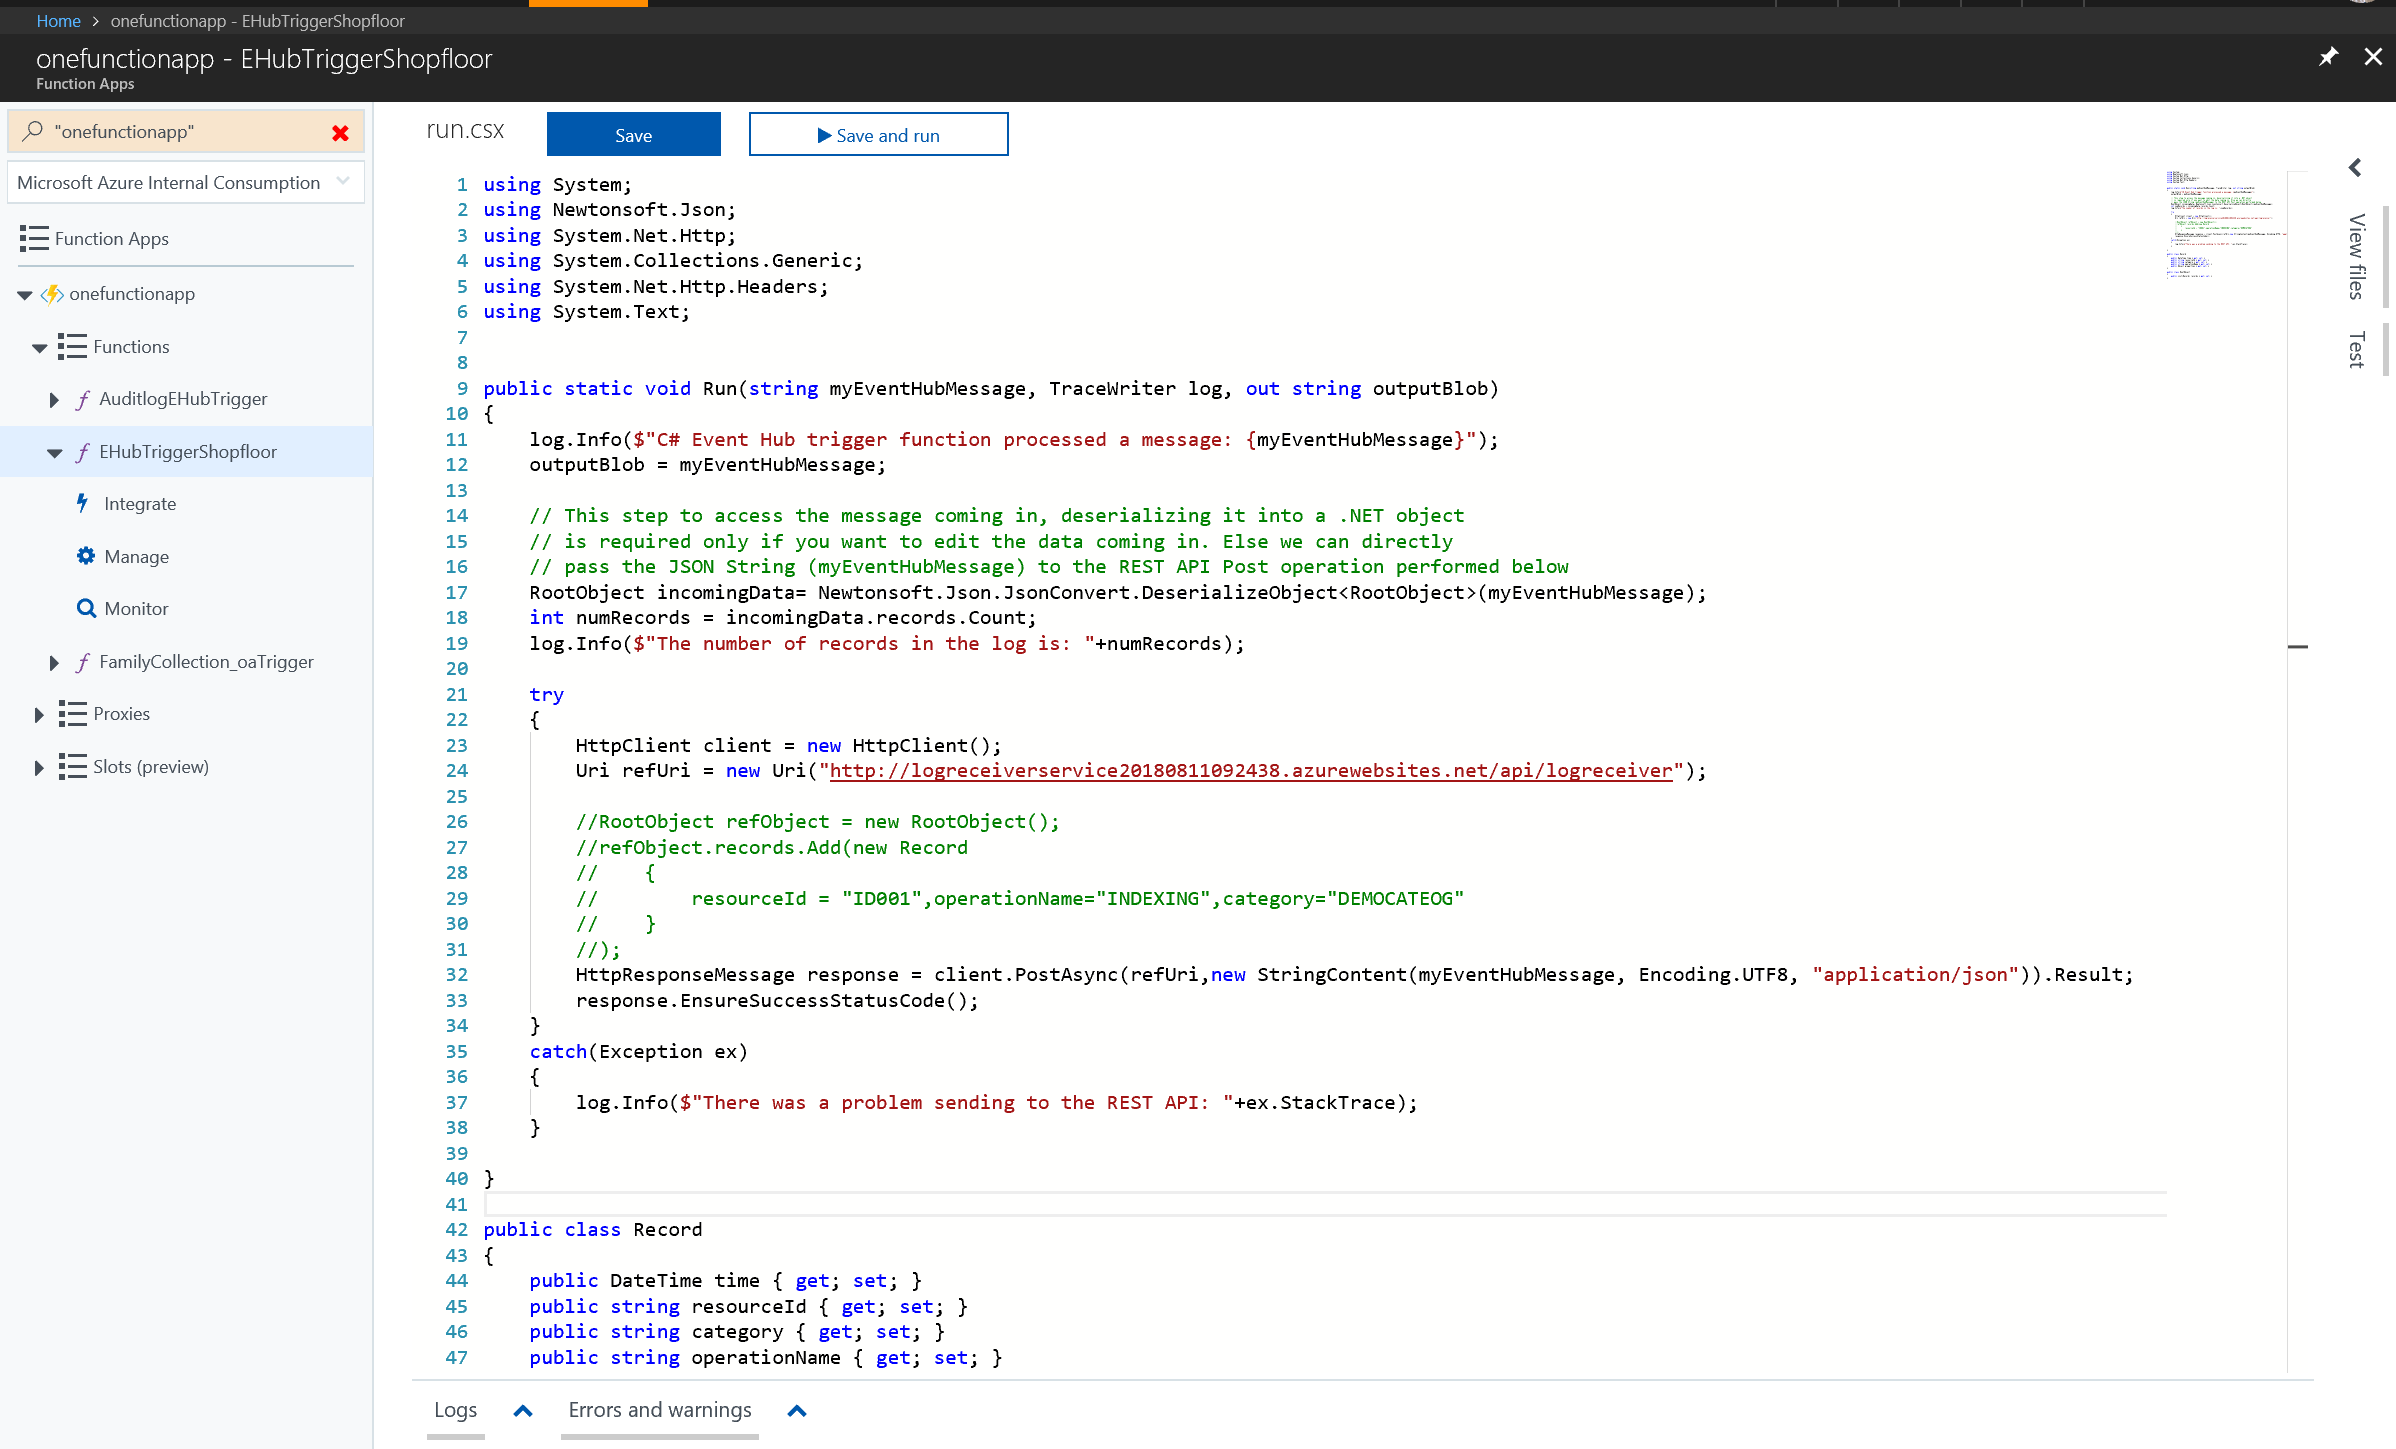 Home > onefunctionapp - EHubTriggerShopfloor
onefunctionapp - EHubTriggerShopfloor
Function Apps
"onefunctionapp"
Microsoft Azure Internal Consumption
Function Apps
onefunctionapp
Functions
f AuditlogEHubTrigger
f EHubTriggerShopfloor
Integrate
Manage
Monitor
f FamilyCollection_oaTrigger
Proxies
Slots (preview)
run.csx
Save
Save and run
1 using System;
2 using Newtonsoft.Json;
3 using System.Net.Http;
4 using System.Collections.Generic;
5 using System.Net.Http.Headers;
6 using System.Text;
7
8
9 public static void Run(string myEventHubMessage, TraceWriter log, out string outputBlob)
10 {
11     log.Info($"C# Event Hub trigger function processed a message: {myEventHubMessage}");
12     outputBlob = myEventHubMessage;
13
14     // This step to access the message coming in, deserializing it into a .NET object
15     // is required only if you want to edit the data coming in. Else we can directly
16     // pass the JSON String (myEventHubMessage) to the REST API Post operation performed below
17     RootObject incomingData= Newtonsoft.Json.JsonConvert.DeserializeObject<RootObject>(myEventHubMessage);
18     int numRecords = incomingData.records.Count;
19     log.Info($"The number of records in the log is: "+numRecords);
20
21     try
22     {
23         HttpClient client = new HttpClient();
24         Uri refUri = new Uri("http://logreceiverservice20180811092438.azurewebsites.net/api/logreceiver");
25
26         //RootObject refObject = new RootObject();
27         //refObject.records.Add(new Record
28         //    {
29         //        resourceId = "ID001",operationName="INDEXING",category="DEMOCATEOG"
30         //    }
31         //);
32         HttpResponseMessage response = client.PostAsync(refUri,new StringContent(myEventHubMessage, Encoding.UTF8, "application/json")).Result;
33         response.EnsureSuccessStatusCode();
34     }
35     catch(Exception ex)
36     {
37         log.Info($"There was a problem sending to the REST API: "+ex.StackTrace);
38     }
39
40 }
41
42 public class Record
43 {
44     public DateTime time { get; set; }
45     public string resourceId { get; set; }
46     public string category { get; set; }
47     public string operationName { get; set; }
View files
Test
Logs
Errors and warnings